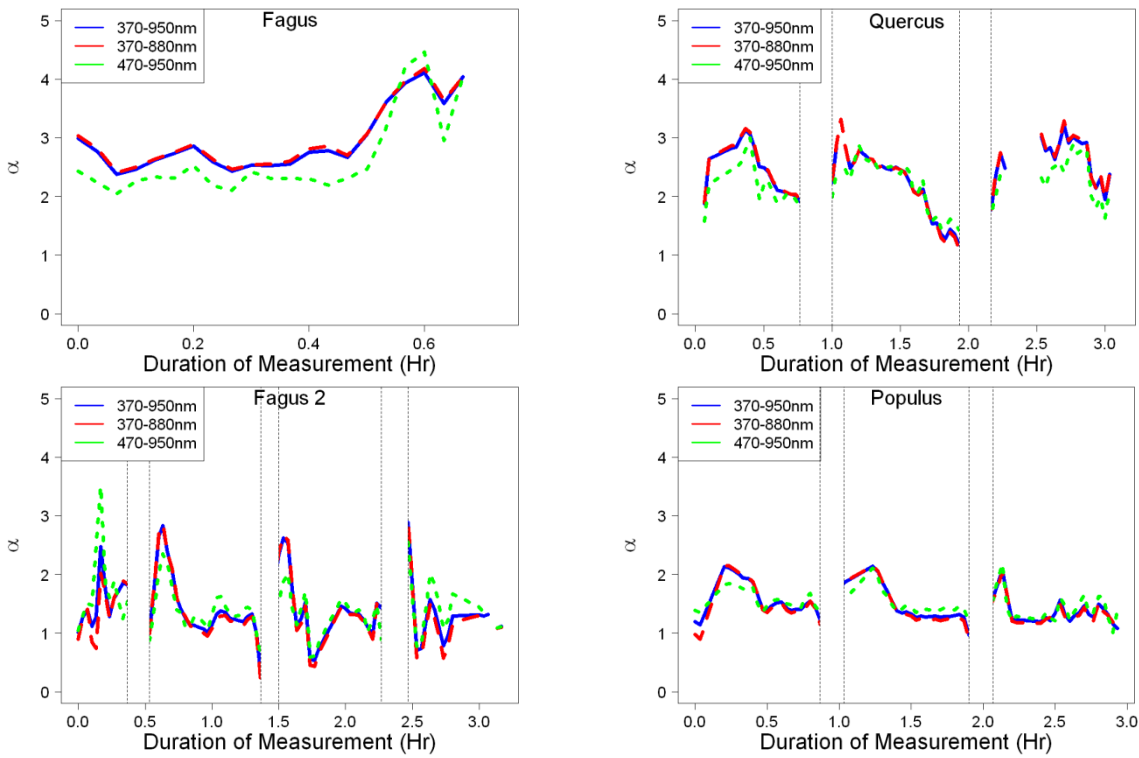 Fagus
370-950nm
370-880nm
470-950nm
α
0 1 2 3 4 5
0.0 0.2 0.4 0.6
Duration of Measurement (Hr)
Quercus
370-950nm
370-880nm
470-950nm
α
0 1 2 3 4 5
0.0 0.5 1.0 1.5 2.0 2.5 3.0
Duration of Measurement (Hr)
Fagus 2
370-950nm
370-880nm
470-950nm
α
0 1 2 3 4 5
0.0 0.5 1.0 1.5 2.0 2.5 3.0
Duration of Measurement (Hr)
Populus
370-950nm
370-880nm
470-950nm
α
0 1 2 3 4 5
0.0 0.5 1.0 1.5 2.0 2.5 3.0
Duration of Measurement (Hr)